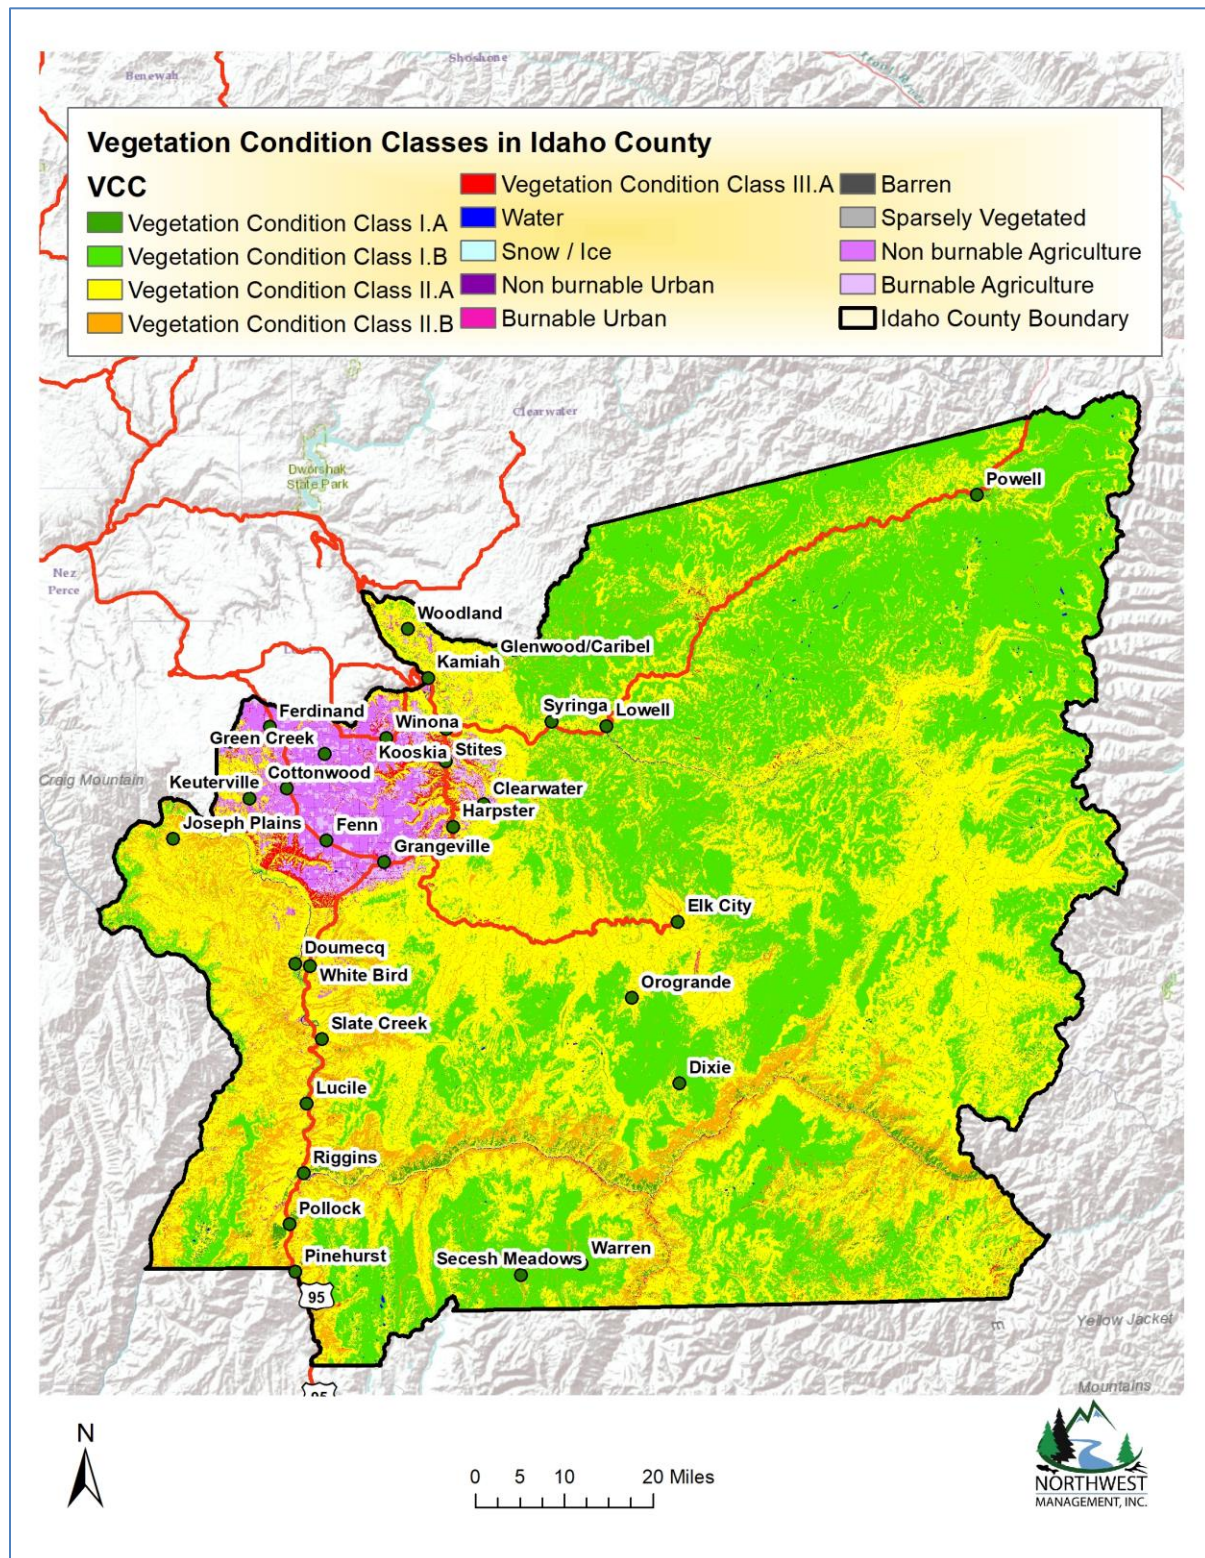 Shoshone
Benewah
Vegetation Condition Classes in Idaho County
VCC
Vegetation Condition Class I.A
Vegetation Condition Class I.B
Vegetation Condition Class II.A
Vegetation Condition Class II.B
Vegetation Condition Class III.A
Water
Snow / Ice
Non burnable Urban
Burnable Urban
Barren
Sparsely Vegetated
Non burnable Agriculture
Burnable Agriculture
Idaho County Boundary
Clearwater
Dworshak
State Park
Powell
Nez
Perce
Woodland
Glenwood/Caribel
Kamiah
Ferdinand
Winona
Syringa
Lowell
Green Creek
Kooskia
Stites
Craig Mountain
Keuterville
Cottonwood
Clearwater
Harpster
Joseph Plains
Fenn
Grangeville
Elk City
Doumecq
White Bird
Orogrande
Slate Creek
Dixie
Lucile
Riggins
Pollock
Pinehurst
Secesh Meadows
Warren
95
Yellow Jacket
Mountains
95
N
0 5 10 20 Miles
NORTHWEST
MANAGEMENT, INC.